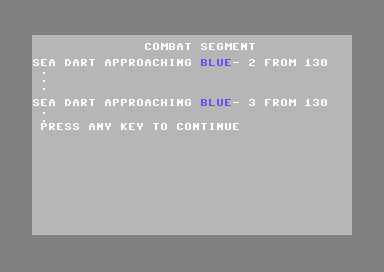 COMBAT SEGMENT
SEA DART APPROACHING BLUE- 2 FROM 130
.
.
.
SEA DART APPROACHING BLUE- 3 FROM 130
.
.
PRESS ANY KEY TO CONTINUE